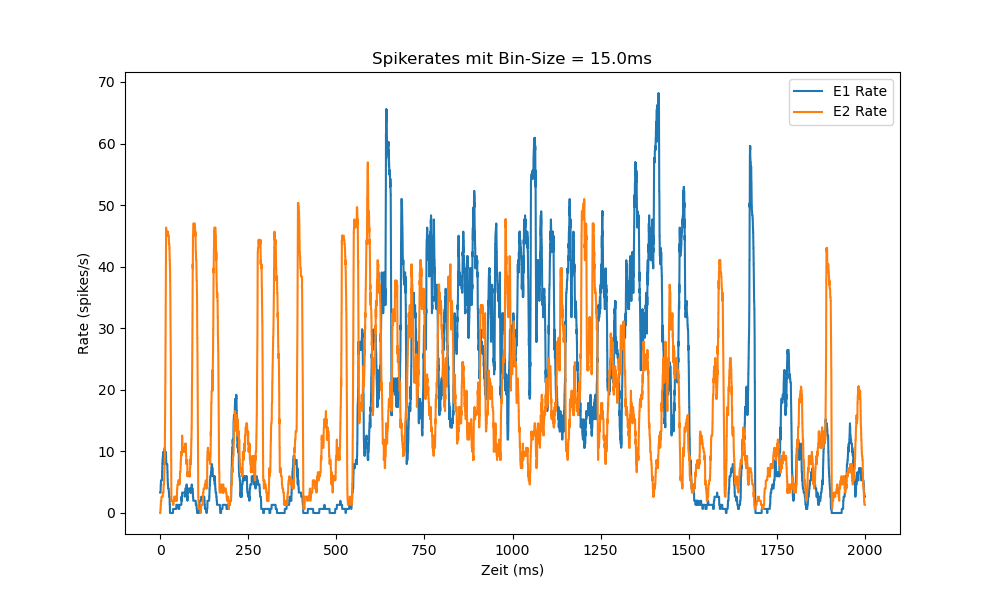 Spikerates mit Bin-Size = 15.0ms
E1 Rate
E2 Rate
Rate (spikes/s)
70
60
50
40
30
20
10
0
0 250 500 750 1000 1250 1500 1750 2000
Zeit (ms)